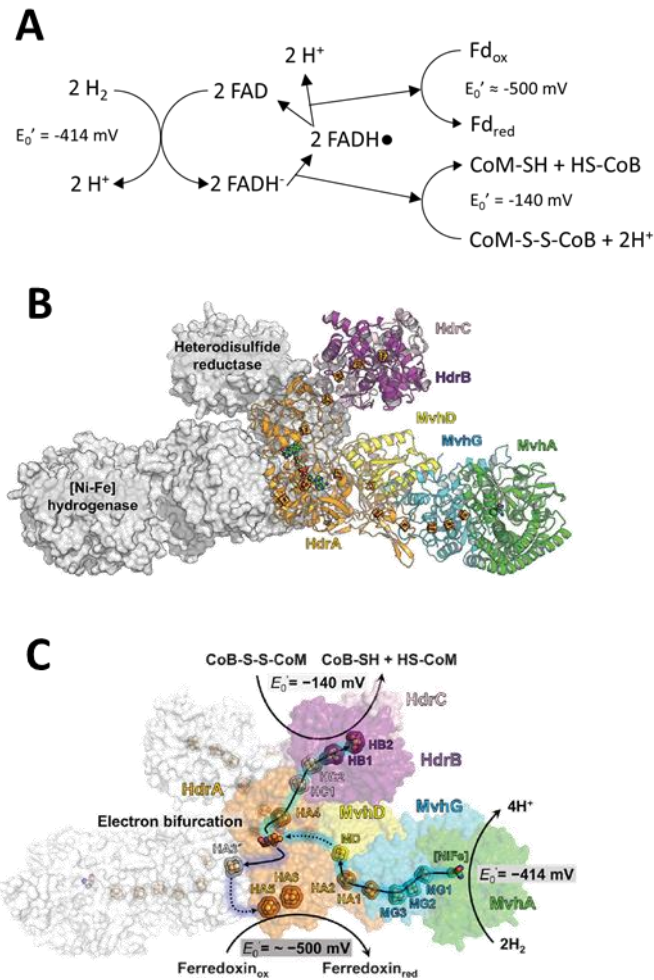 A
2 H₂
E₀′ = -414 mV
2 H⁺
2 FAD
2 FADH⁻
2 H⁺
2 FADH●
Fdₒₓ
E₀′ ≈ -500 mV
Fd_red
CoM-SH + HS-CoB
E₀′ = -140 mV
CoM-S-S-CoB + 2H⁺
B
HdrC
Heterodisulfide
reductase
HdrB
MvhD
MvhG
MvhA
[Ni-Fe]
hydrogenase
HdrA
C
CoB-S-S-CoM CoB-SH + HS-CoM
E₀′= −140 mV
HdrC
HB2
HB1
HdrB
HC2
HC1
HdrA
HA4
MvhD
MvhG
4H⁺
Electron bifurcation
MD
[NiFe]
HA3′
HA3
HA2
HA1
MG1
MG2
MG3
E₀′= −414 mV
HA5
HA6
MvhA
E₀′= ~ −500 mV
2H₂
Ferredoxinₒₓ Ferredoxin_red